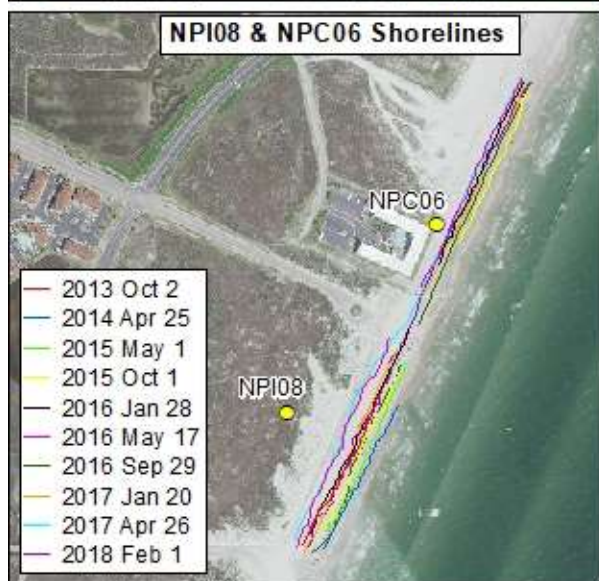 NPI08 & NPC06 Shorelines
NPC06
NPI08
2013 Oct 2
2014 Apr 25
2015 May 1
2015 Oct 1
2016 Jan 28
2016 May 17
2016 Sep 29
2017 Jan 20
2017 Apr 26
2018 Feb 1